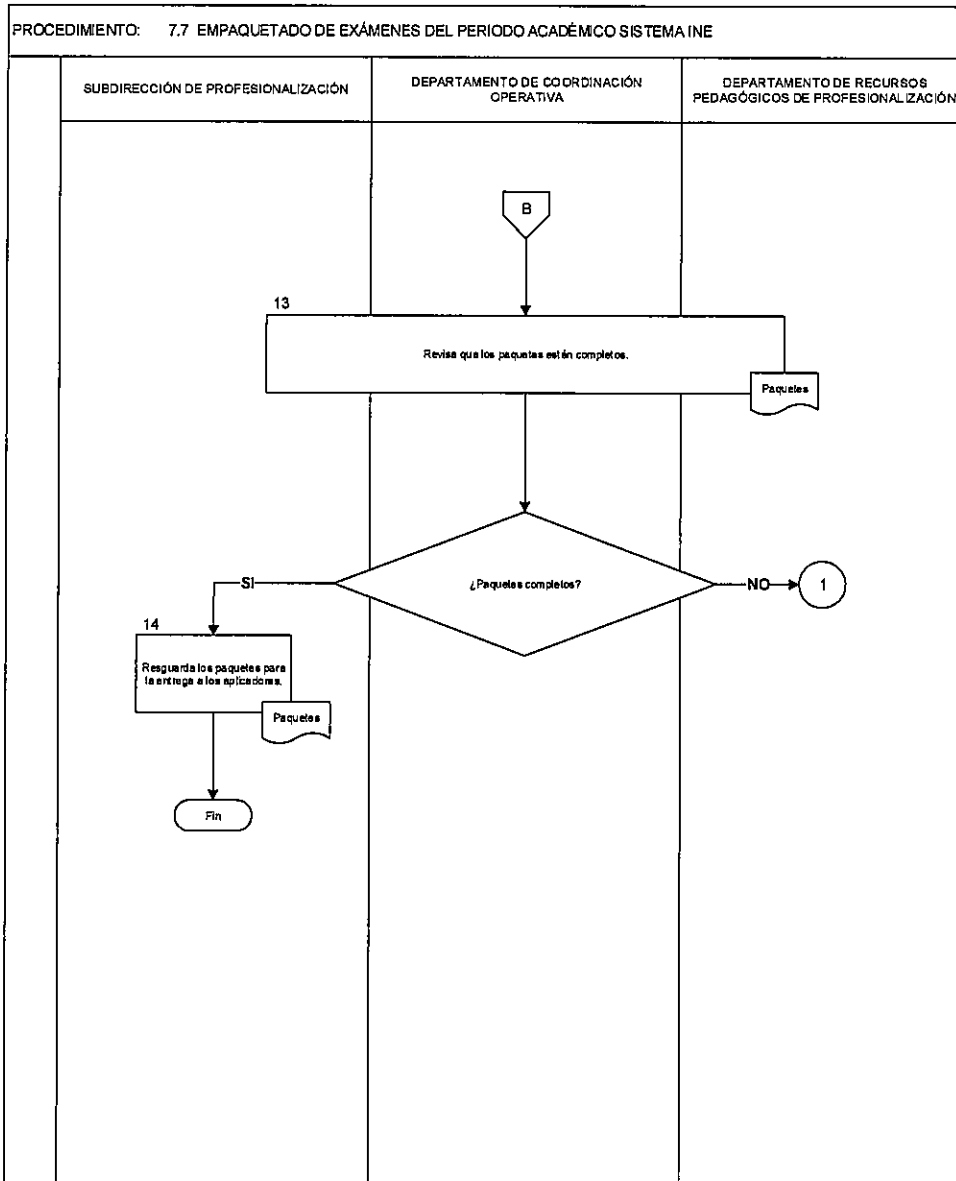 PROCEDIMIENTO: 7.7 EMPAQUETADO DE EXÁMENES DEL PERIODO ACADÉMICO SISTEMA INE
SUBDIRECCIÓN DE PROFESIONALIZACIÓN
DEPARTAMENTO DE COORDINACIÓN
OPERATIVA
DEPARTAMENTO DE RECURSOS
PEDAGÓGICOS DE PROFESIONALIZACIÓN
B
13
Revisa que los paquetes estén completos.
Paquetes
¿Paquetes completos?
SI
NO
1
14
Resguarda los paquetes para
la entrega a los aplicadores.
Paquetes
Fin